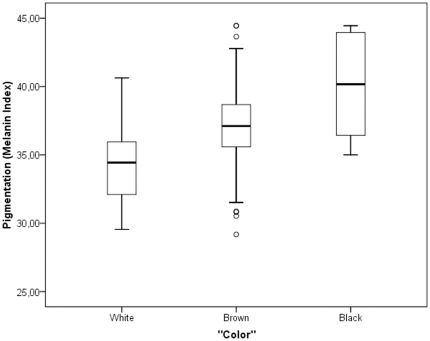 45,00
40,00
35,00
30,00
25,00
Pigmentation (Melanin Index)
White Brown Black
"Color"